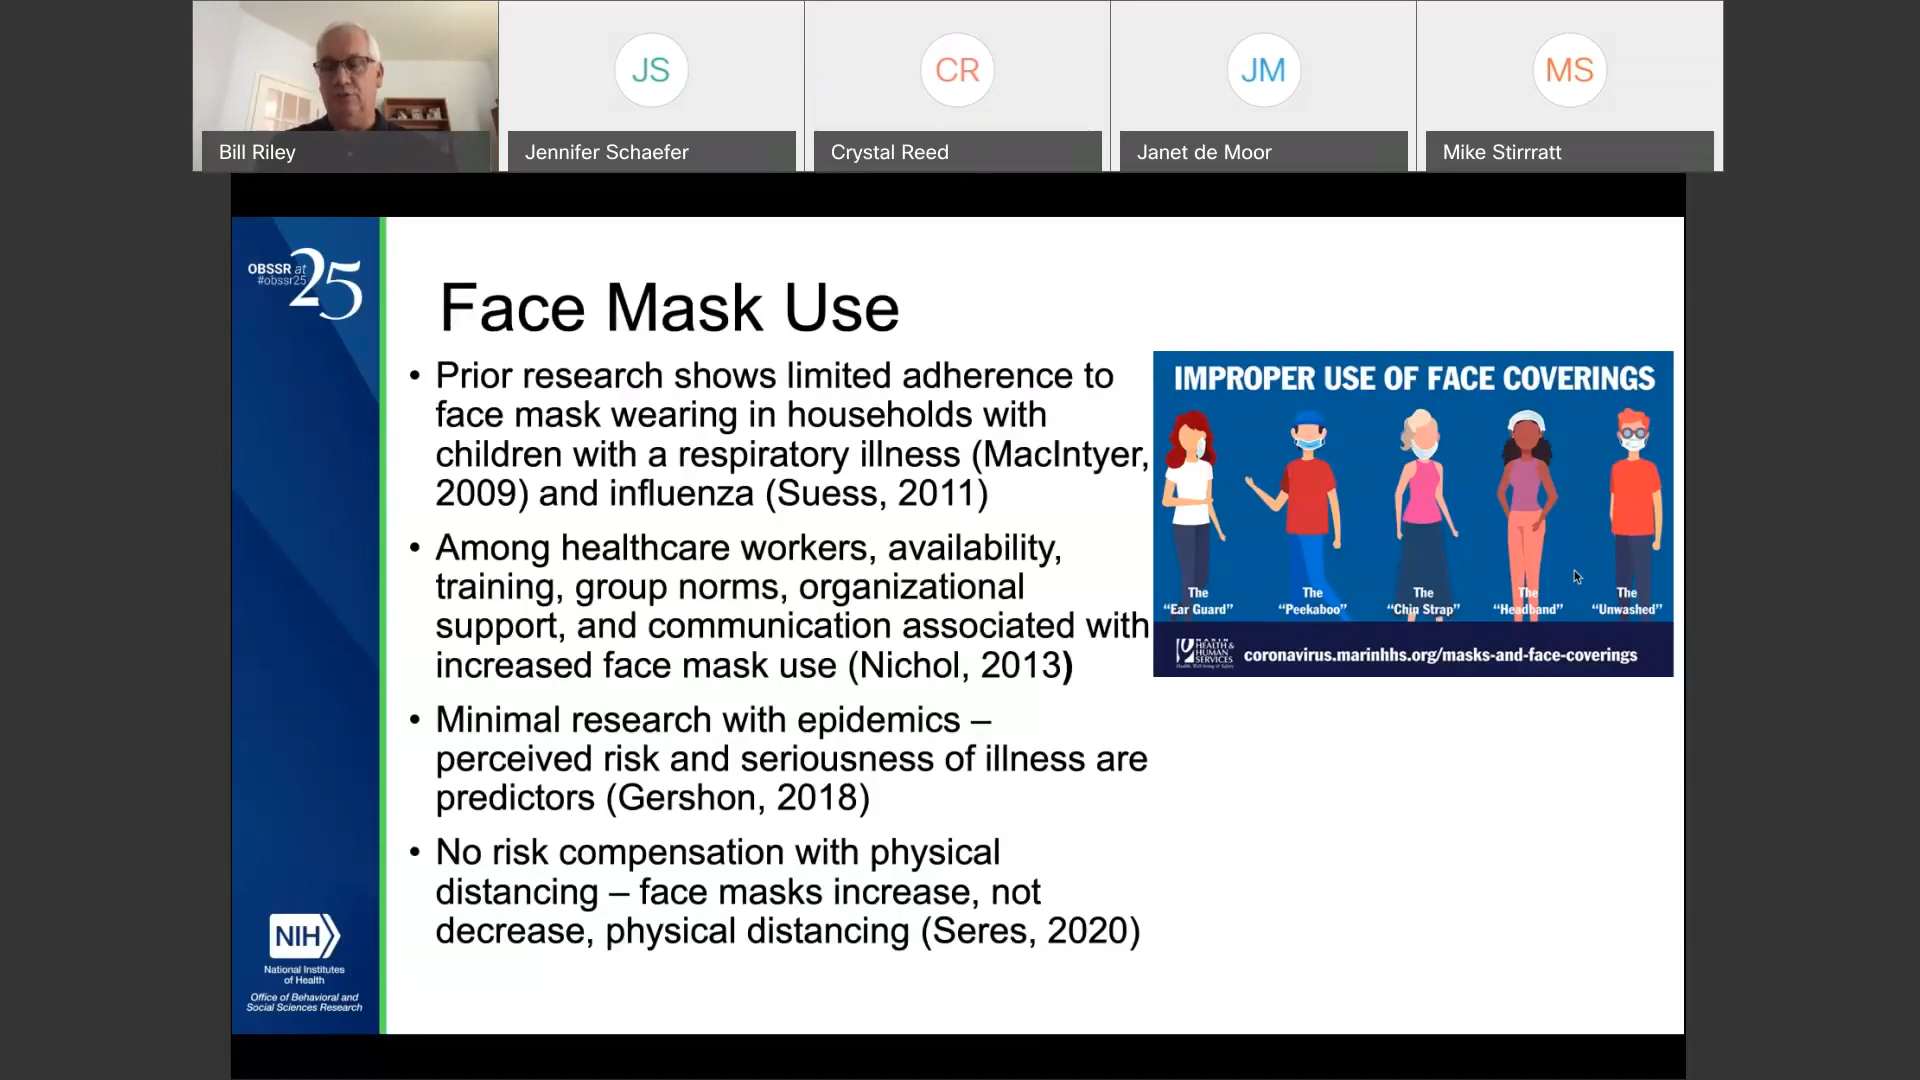 JS
CR
JM
MS
Bill Riley
Jennifer Schaefer
Crystal Reed
Janet de Moor
Mike Stirrratt
OBSSR at
#obssr25
25
Face Mask Use
• Prior research shows limited adherence to
face mask wearing in households with
children with a respiratory illness (MacIntyer,
2009) and influenza (Suess, 2011)
• Among healthcare workers, availability,
training, group norms, organizational
support, and communication associated with
increased face mask use (Nichol, 2013)
• Minimal research with epidemics –
perceived risk and seriousness of illness are
predictors (Gershon, 2018)
• No risk compensation with physical
distancing – face masks increase, not
decrease, physical distancing (Seres, 2020)
IMPROPER USE OF FACE COVERINGS
The
“Ear Guard”
The
“Peekaboo”
The
“Chin Strap”
The
“Headband”
The
“Unwashed”
MARIN
HEALTH &
HUMAN
SERVICES
coronavirus.marinhhs.org/masks-and-face-coverings
NIH
National Institutes
of Health
Office of Behavioral and
Social Sciences Research